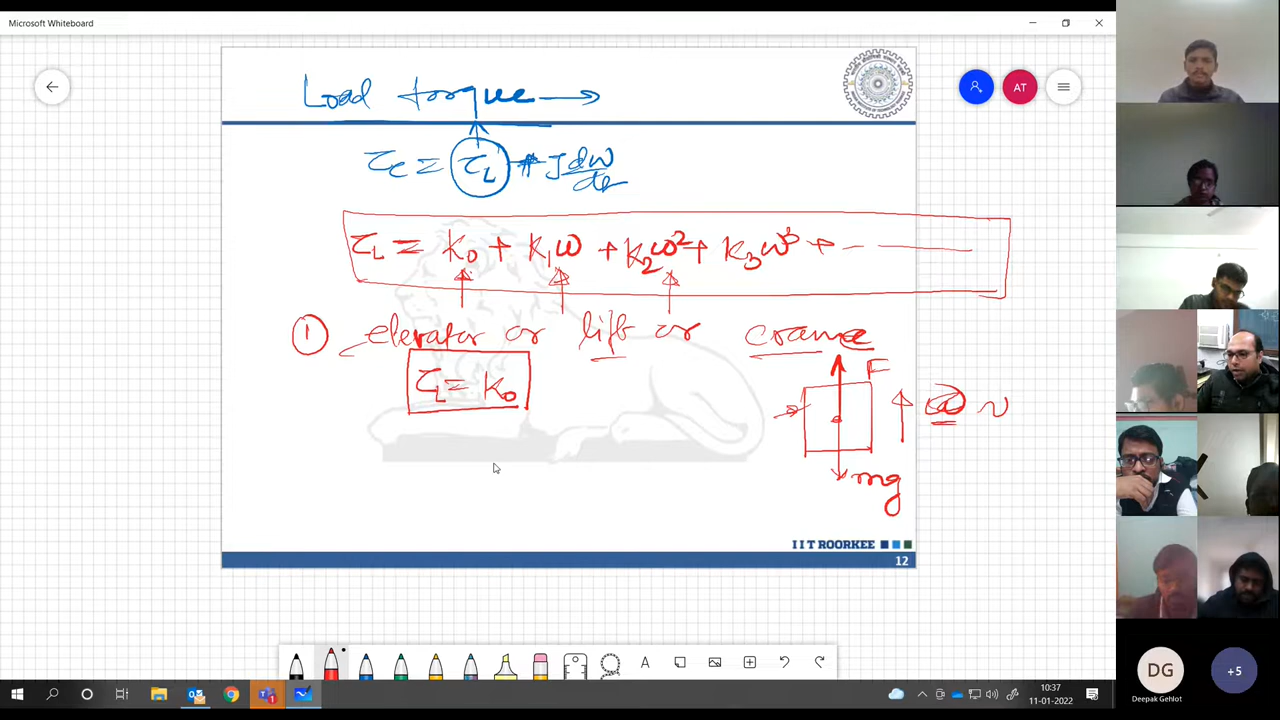 Microsoft Whiteboard
Load torque →
τe = τL + J dω/dt
τL = K0 + K1ω + K2ω² + K3ω³ + - ———
① elevator or lift or crane
τL = K0
F
v
mg
AT
IIT ROORKEE
12
A
DG
+5
Deepak Gehlot
10:37
11-01-2022